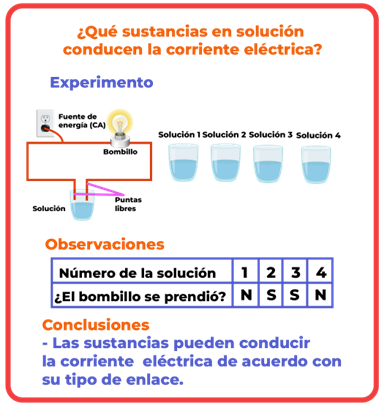 ¿Qué sustancias en solución
conducen la corriente eléctrica?
Experimento
Fuente de
energía (CA)
Bombillo
Solución 1 Solución 2 Solución 3 Solución 4
Solución
Puntas
libres
Observaciones
Número de la solución 1 2 3 4
¿El bombillo se prendió? N S S N
Conclusiones
- Las sustancias pueden conducir
la corriente eléctrica de acuerdo con
su tipo de enlace.